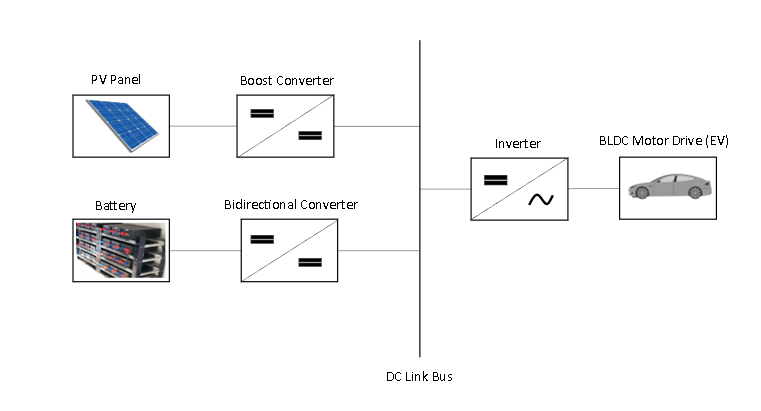 PV Panel
Boost Converter
Inverter
BLDC Motor Drive (EV)
Battery
Bidirectional Converter
DC Link Bus